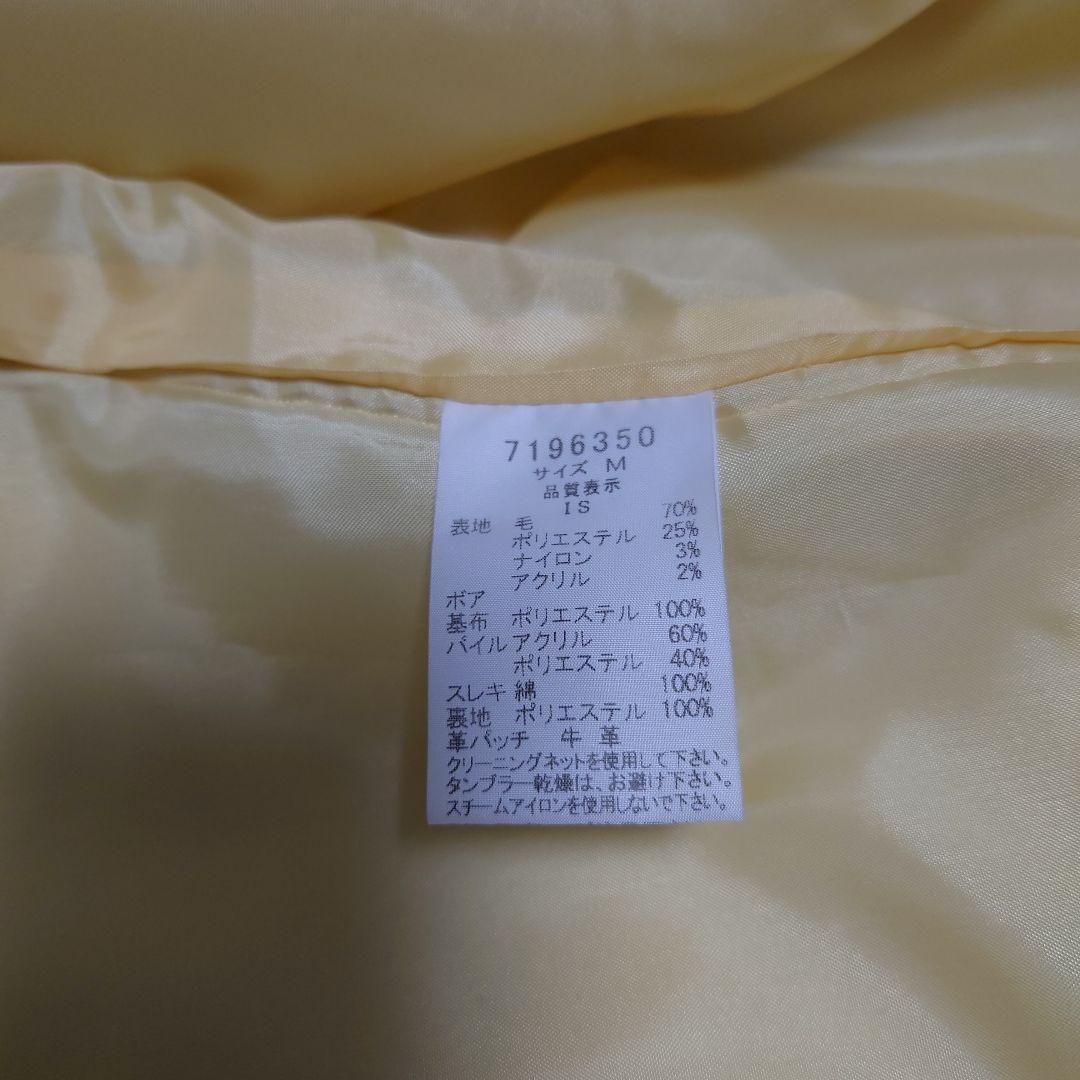 7196350
サイズ M
品質表示
IS
表地 毛 70%
ポリエステル 25%
ナイロン 3%
アクリル 2%
ボア
基布 ポリエステル 100%
パイル アクリル 60%
ポリエステル 40%
スレキ 綿 100%
裏地 ポリエステル 100%
革パッチ 牛 革
クリーニングネットを使用して下さい。
タンブラー乾燥は、お避け下さい。
スチームアイロンを使用しないで下さい。